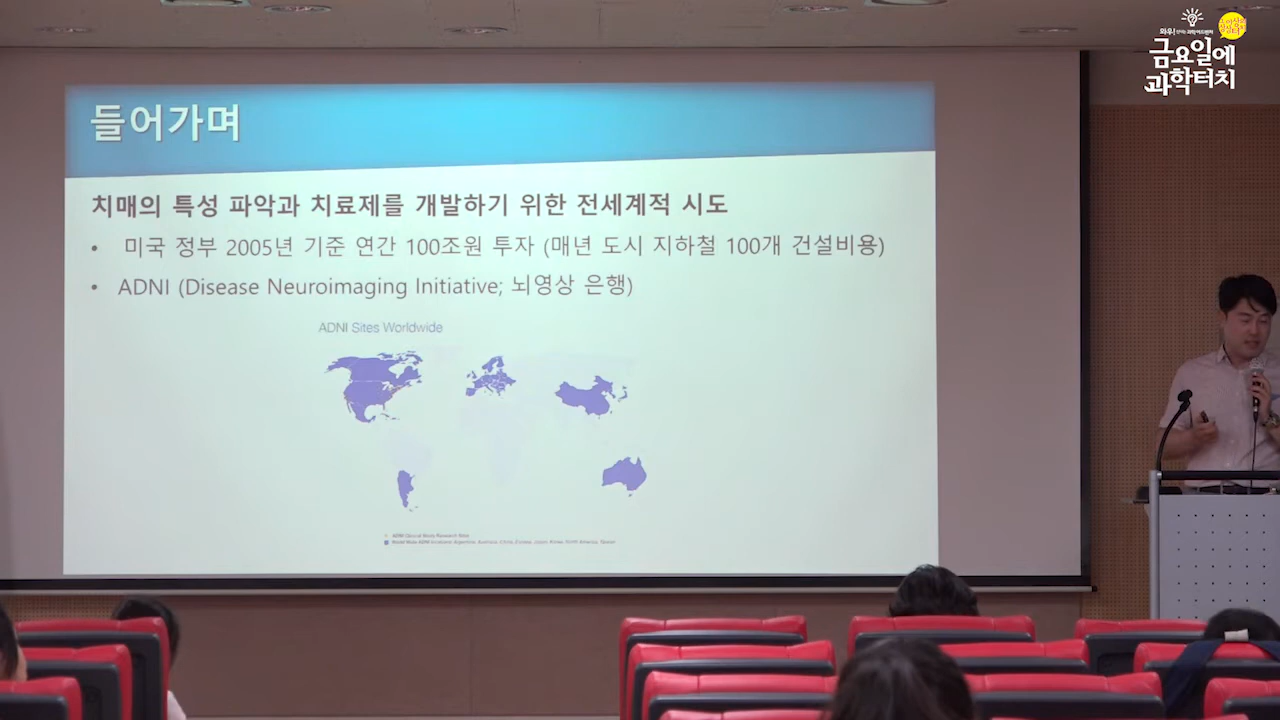 와우!
금요일에
과학터치
들어가며
치매의 특성 파악과 치료제를 개발하기 위한 전세계적 시도
• 미국 정부 2005년 기준 연간 100조원 투자 (매년 도시 지하철 100개 건설비용)
• ADNI (Disease Neuroimaging Initiative; 뇌영상 은행)
ADNI Sites Worldwide